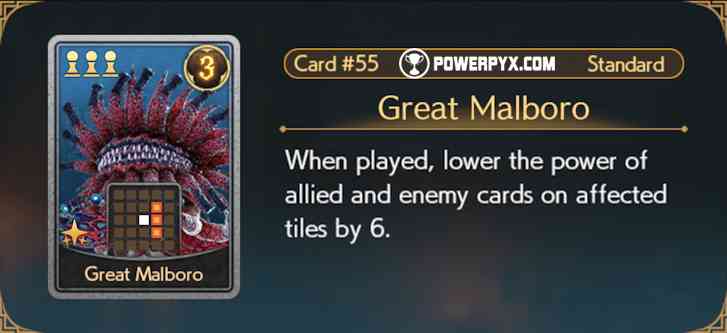 3
Great Malboro
Card #55 POWERPYX.COM Standard
Great Malboro
When played, lower the power of
allied and enemy cards on affected
tiles by 6.